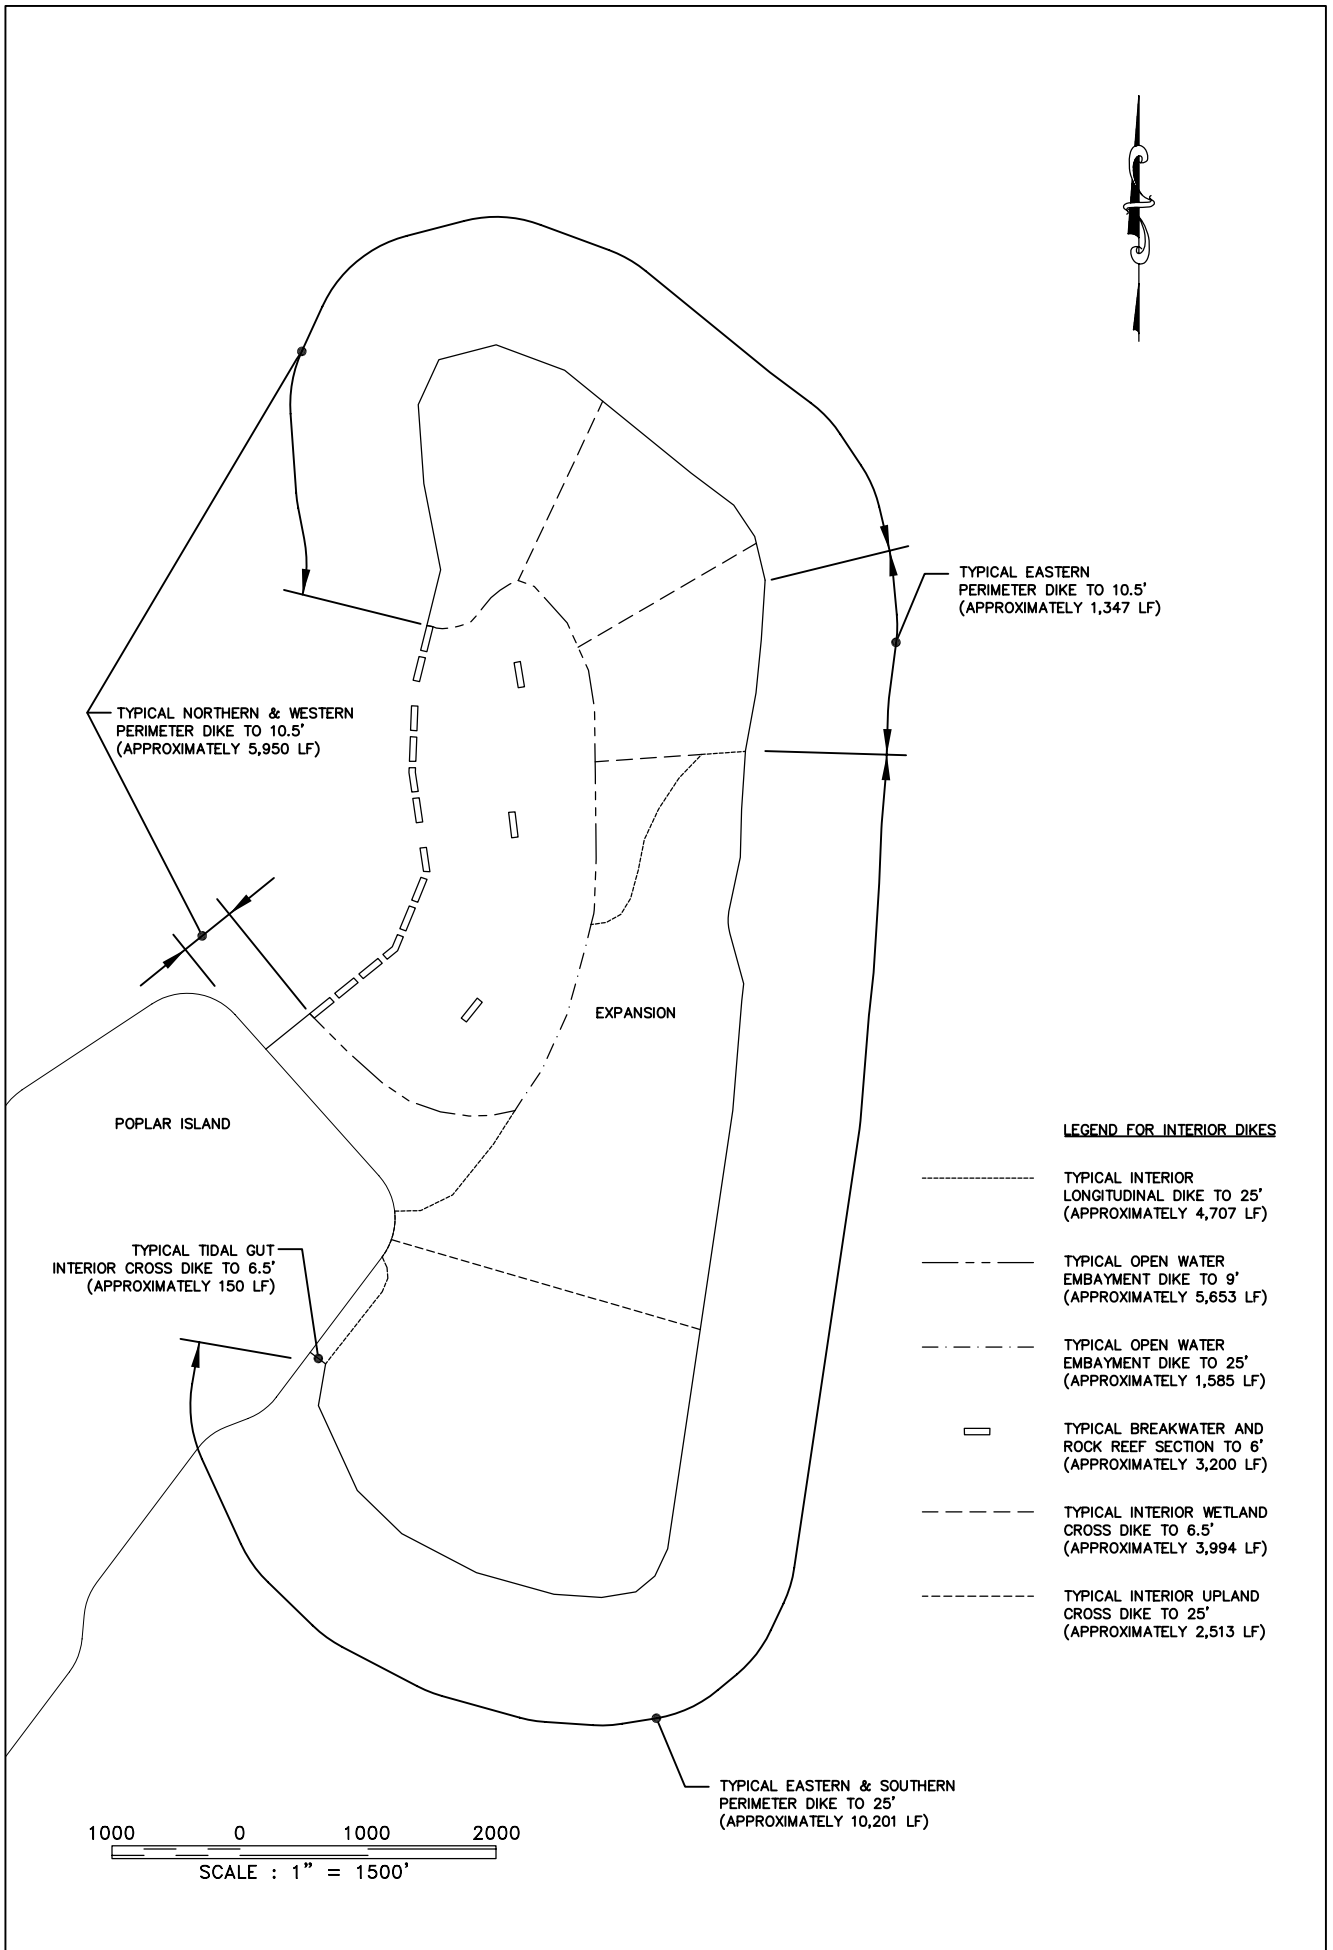 TYPICAL EASTERN
PERIMETER DIKE TO 10.5'
(APPROXIMATELY 1,347 LF)
TYPICAL NORTHERN & WESTERN
PERIMETER DIKE TO 10.5'
(APPROXIMATELY 5,950 LF)
EXPANSION
POPLAR ISLAND
TYPICAL TIDAL GUT
INTERIOR CROSS DIKE TO 6.5'
(APPROXIMATELY 150 LF)
LEGEND FOR INTERIOR DIKES
TYPICAL INTERIOR
LONGITUDINAL DIKE TO 25'
(APPROXIMATELY 4,707 LF)
TYPICAL OPEN WATER
EMBAYMENT DIKE TO 9'
(APPROXIMATELY 5,653 LF)
TYPICAL OPEN WATER
EMBAYMENT DIKE TO 25'
(APPROXIMATELY 1,585 LF)
TYPICAL BREAKWATER AND
ROCK REEF SECTION TO 6'
(APPROXIMATELY 3,200 LF)
TYPICAL INTERIOR WETLAND
CROSS DIKE TO 6.5'
(APPROXIMATELY 3,994 LF)
TYPICAL INTERIOR UPLAND
CROSS DIKE TO 25'
(APPROXIMATELY 2,513 LF)
TYPICAL EASTERN & SOUTHERN
PERIMETER DIKE TO 25'
(APPROXIMATELY 10,201 LF)
1000 0 1000 2000
SCALE : 1" = 1500'